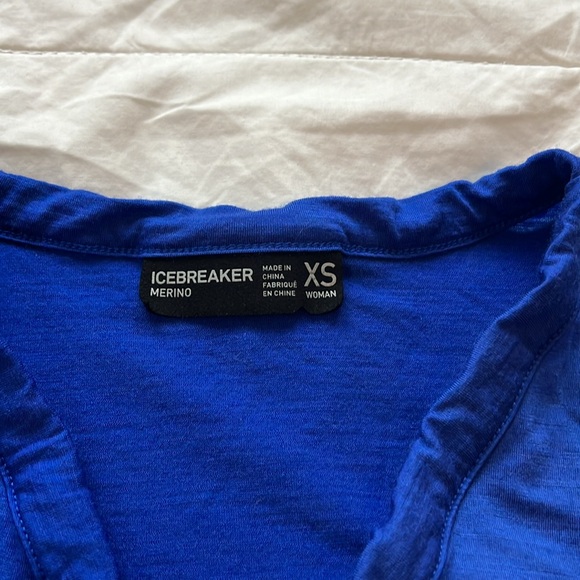 ICEBREAKER
MERINO
MADE IN
CHINA
FABRIQUÉ
EN CHINE
XS
WOMAN